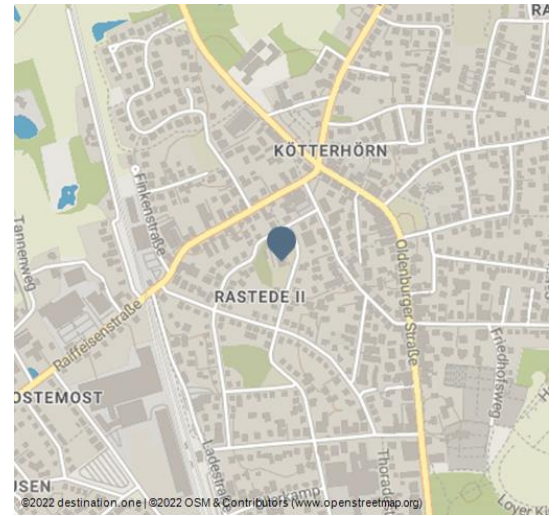 RA
KÖTTERHÖRN
Finkenstraße
Tannenweg
Oldenburger Straße
RASTEDE II
Raiffeisenstraße
Friedhofsweg
OSTEMOST
Ladestraß
USEN
©2022 destination.one | ©2022 OSM & Contributors (www.openstreetmap.org)